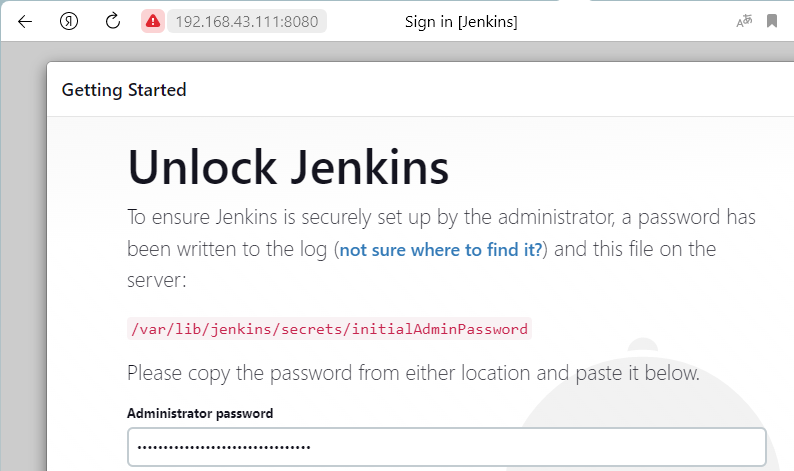 192.168.43.111:8080 Sign in [Jenkins]
Getting Started
Unlock Jenkins
To ensure Jenkins is securely set up by the administrator, a password has
been written to the log (not sure where to find it?) and this file on the
server:
/var/lib/jenkins/secrets/initialAdminPassword
Please copy the password from either location and paste it below.
Administrator password
••••••••••••••••••••••••••••••••